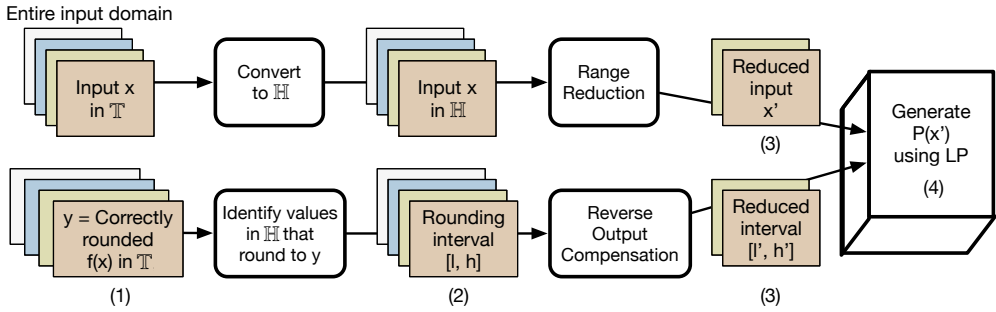 Entire input domain
Input x
in 𝕋
Convert
to ℍ
Input x
in ℍ
Range
Reduction
Reduced
input
x’
(3)
Generate
P(x’)
using LP
(4)
y = Correctly
rounded
f(x) in 𝕋
(1)
Identify values
in ℍ that
round to y
Rounding
interval
[l, h]
(2)
Reverse
Output
Compensation
Reduced
interval
[l’, h’]
(3)